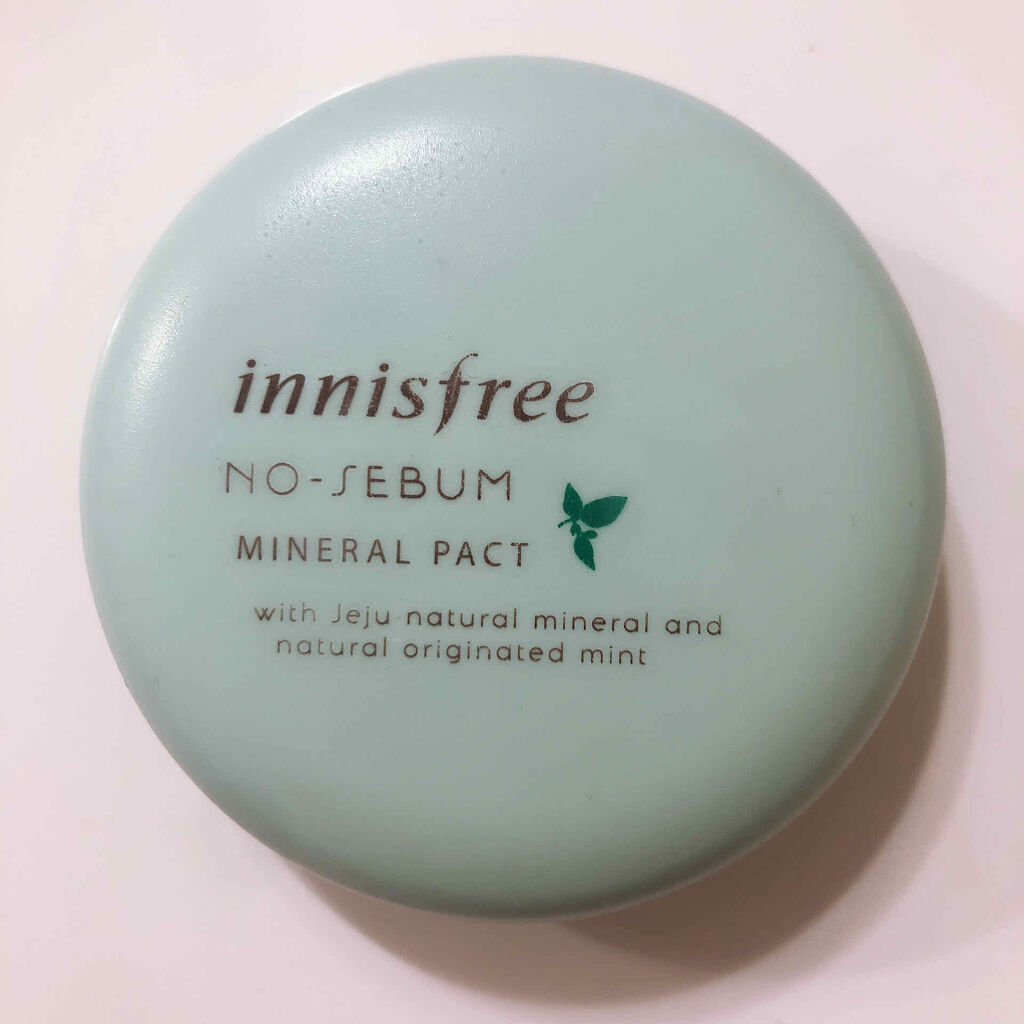 innisfree
NO-SEBUM
MINERAL PACT
with Jeju natural mineral and
natural originated mint